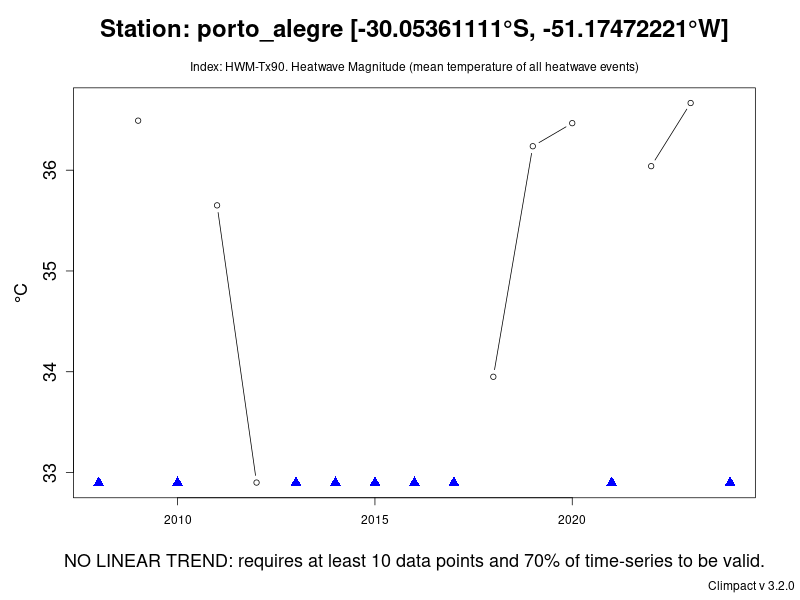 Station: porto_alegre [-30.05361111°S, -51.17472221°W]
Index: HWM-Tx90. Heatwave Magnitude (mean temperature of all heatwave events)
36
35
34
33
°C
2010 2015 2020
NO LINEAR TREND: requires at least 10 data points and 70% of time-series to be valid.
Climpact v 3.2.0